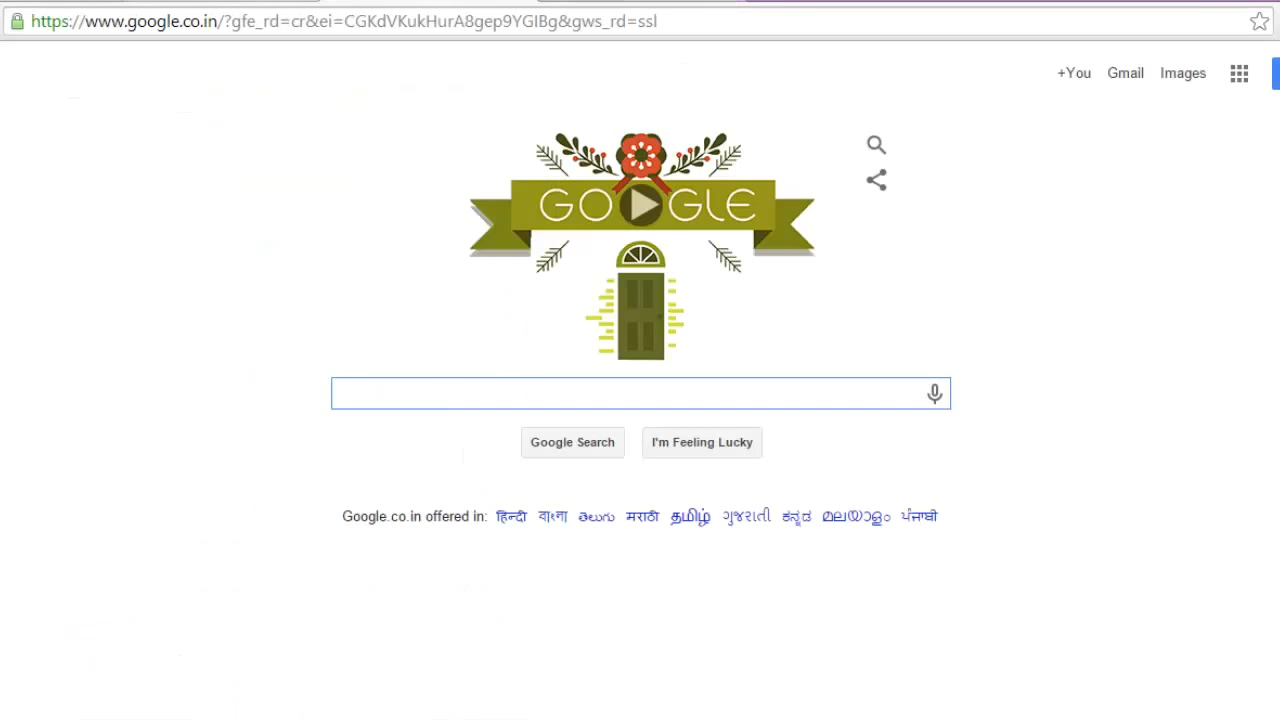 https://www.google.co.in/?gfe_rd=cr&ei=CGKdVKukHurA8gep9YGIBg&gws_rd=ssl
+You Gmail Images
GOOGLE
Google Search I'm Feeling Lucky
Google.co.in offered in: हिन्दी বাংলা తెలుగు मराठी தமிழ் ગુજરાતી ಕನ್ನಡ മലയാളം ਪੰਜਾਬੀ